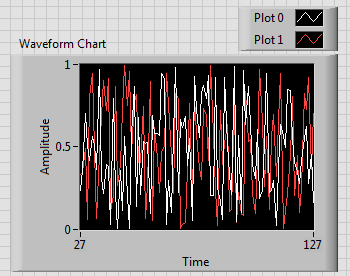 Plot 0
Plot 1
Waveform Chart
Amplitude
1
0.5
0
27
127
Time